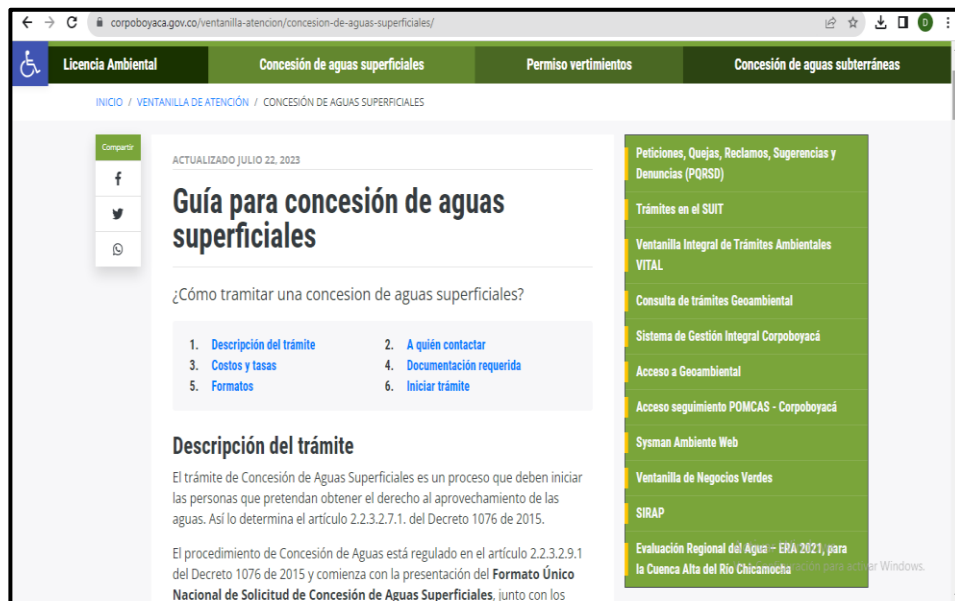 corpoboyaca.gov.co/ventanilla-atencion/concesion-de-aguas-superficiales/
Licencia Ambiental
Concesión de aguas superficiales
Permiso vertimientos
Concesión de aguas subterráneas
INICIO / VENTANILLA DE ATENCIÓN / CONCESIÓN DE AGUAS SUPERFICIALES
Compartir
ACTUALIZADO JULIO 22, 2023
Guía para concesión de aguas
superficiales
¿Cómo tramitar una concesion de aguas superficiales?
1. Descripción del trámite
2. A quién contactar
3. Costos y tasas
4. Documentación requerida
5. Formatos
6. Iniciar trámite
Descripción del trámite
El trámite de Concesión de Aguas Superficiales es un proceso que deben iniciar
las personas que pretendan obtener el derecho al aprovechamiento de las
aguas. Así lo determina el artículo 2.2.3.2.7.1. del Decreto 1076 de 2015.
El procedimiento de Concesión de Aguas está regulado en el artículo 2.2.3.2.9.1
del Decreto 1076 de 2015 y comienza con la presentación del Formato Único
Nacional de Solicitud de Concesión de Aguas Superficiales, junto con los
Peticiones, Quejas, Reclamos, Sugerencias y
Denuncias (PQRSD)
Trámites en el SUIT
Ventanilla Integral de Trámites Ambientales
VITAL
Consulta de trámites Geoambiental
Sistema de Gestión Integral Corpoboyacá
Acceso a Geoambiental
Acceso seguimiento POMCAS - Corpoboyacá
Sysman Ambiente Web
Ventanilla de Negocios Verdes
SIRAP
Evaluación Regional del Agua – ERA 2021, para
la Cuenca Alta del Río Chicamocha
para activar Windows.
D